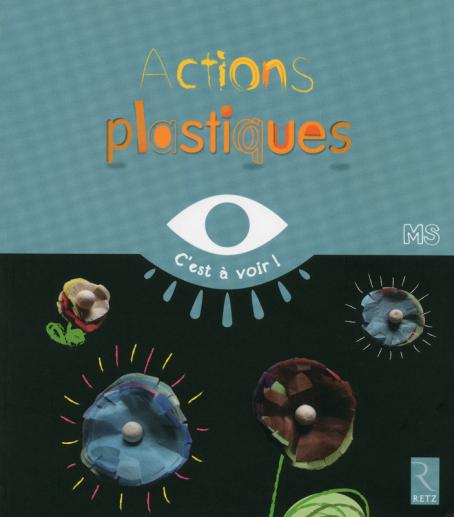 Actions
plastiques
C'est à voir !
MS
R
RETZ